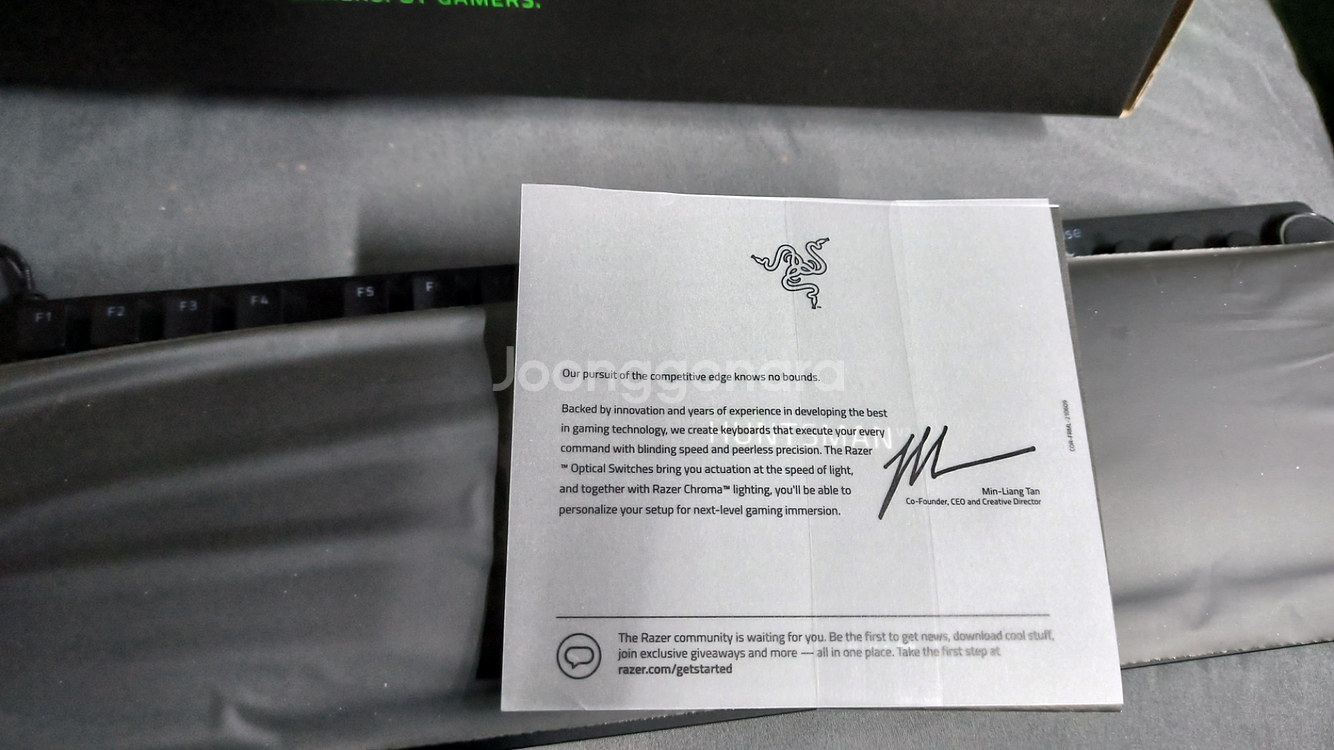 BY GAMERS.
F1
F2
F3
F4
F5
se
Joonggonara
Our pursuit of the competitive edge knows no bounds.
Backed by innovation and years of experience in developing the best
in gaming technology, we create keyboards that execute your every
command with blinding speed and peerless precision. The Razer
™ Optical Switches bring you actuation at the speed of light,
and together with Razer Chroma™ lighting, you'll be able to
personalize your setup for next-level gaming immersion.
HUNTSMAN
Min-Liang Tan
Co-Founder, CEO and Creative Director
The Razer community is waiting for you. Be the first to get news, download cool stuff,
join exclusive giveaways and more — all in one place. Take the first step at
razer.com/getstarted